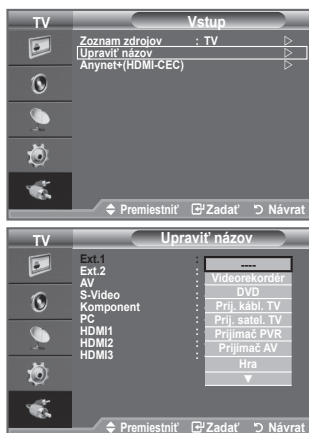 TV Vstup
Zoznam zdrojov : TV ▷
Upraviť názov ▷
Anynet+(HDMI-CEC) ▷
Premiestniť Zadať Návrat
TV Upraviť názov
Ext.1 : ----
Ext.2 : Videorekordér
AV : DVD
S-Video : Prij. kábl. TV
Komponent : Prij. satel. TV
PC : Prijímač PVR
HDMI1 : Prijímač AV
HDMI2 : Hra
HDMI3 : ▼
Premiestniť Zadať Návrat